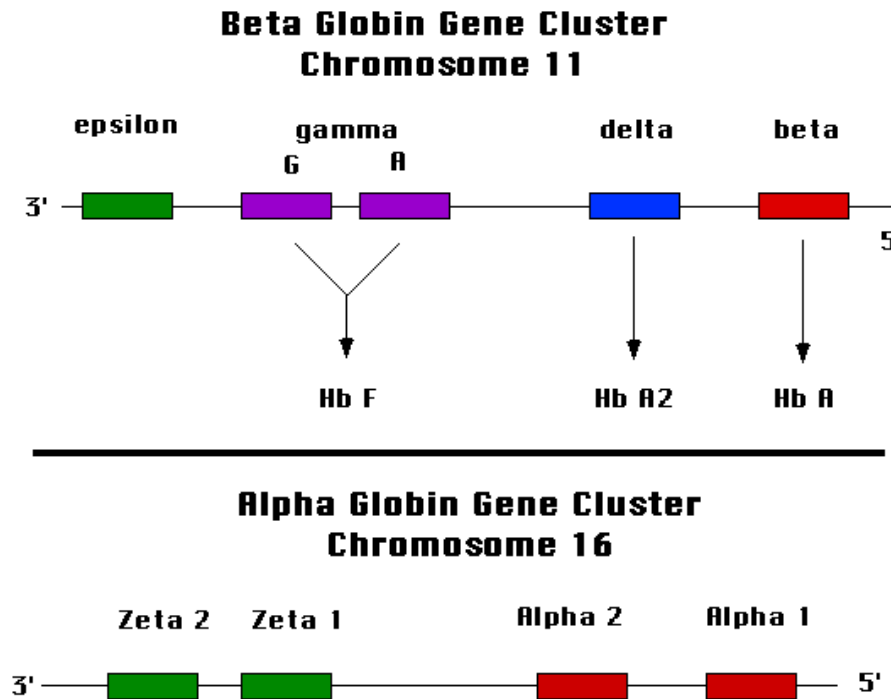 Beta Globin Gene Cluster
Chromosome 11
epsilon
gamma
delta
beta
G
A
3'
5
Hb F
Hb A2
Hb A
Alpha Globin Gene Cluster
Chromosome 16
Zeta 2
Zeta 1
Alpha 2
Alpha 1
3'
5'